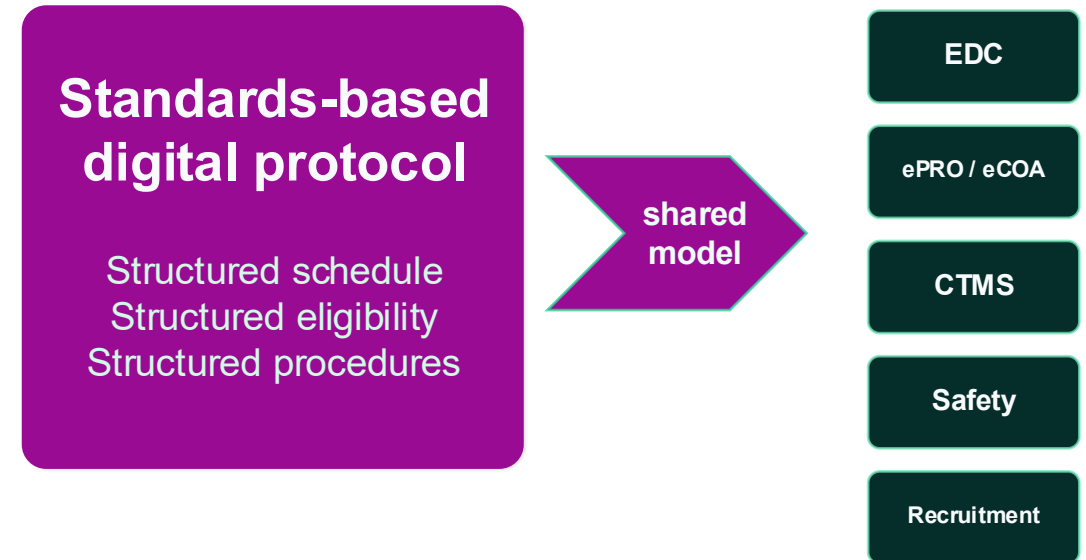 Standards-based
digital protocol
Structured schedule
Structured eligibility
Structured procedures
shared
model
EDC
ePRO / eCOA
CTMS
Safety
Recruitment